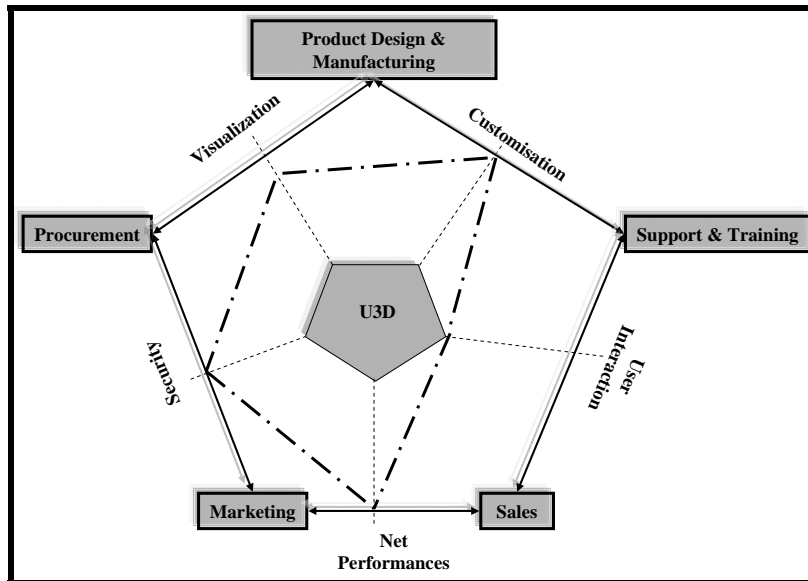 Product Design &
Manufacturing
Visualization
Customisation
Procurement
Support & Training
U3D
Security
User
Interaction
Marketing
Sales
Net
Performances